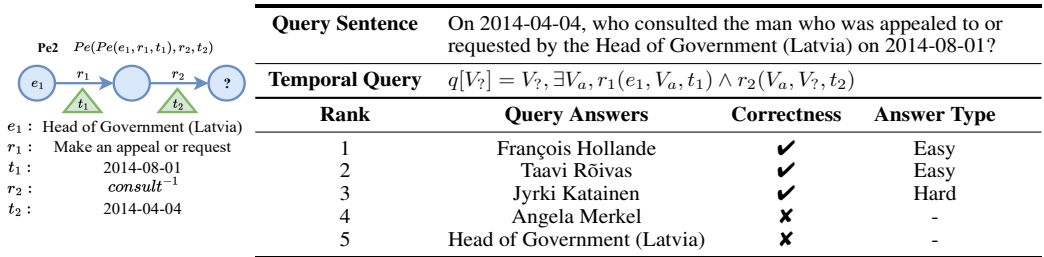 Pe2 Pe(Pe(e₁, r₁, t₁), r₂, t₂)
e₁ r₁ r₂ ?
t₁ t₂
e₁ : Head of Government (Latvia)
r₁ : Make an appeal or request
t₁ : 2014-08-01
r₂ : consult⁻¹
t₂ : 2014-04-04
Query Sentence On 2014-04-04, who consulted the man who was appealed to or
requested by the Head of Government (Latvia) on 2014-08-01?
Temporal Query q[V?] = V?, ∃Vₐ, r₁(e₁, Vₐ, t₁) ∧ r₂(Vₐ, V?, t₂)
Rank Query Answers Correctness Answer Type
1 François Hollande ✔ Easy
2 Taavi Rõivas ✔ Easy
3 Jyrki Katainen ✔ Hard
4 Angela Merkel ✘ -
5 Head of Government (Latvia) ✘ -